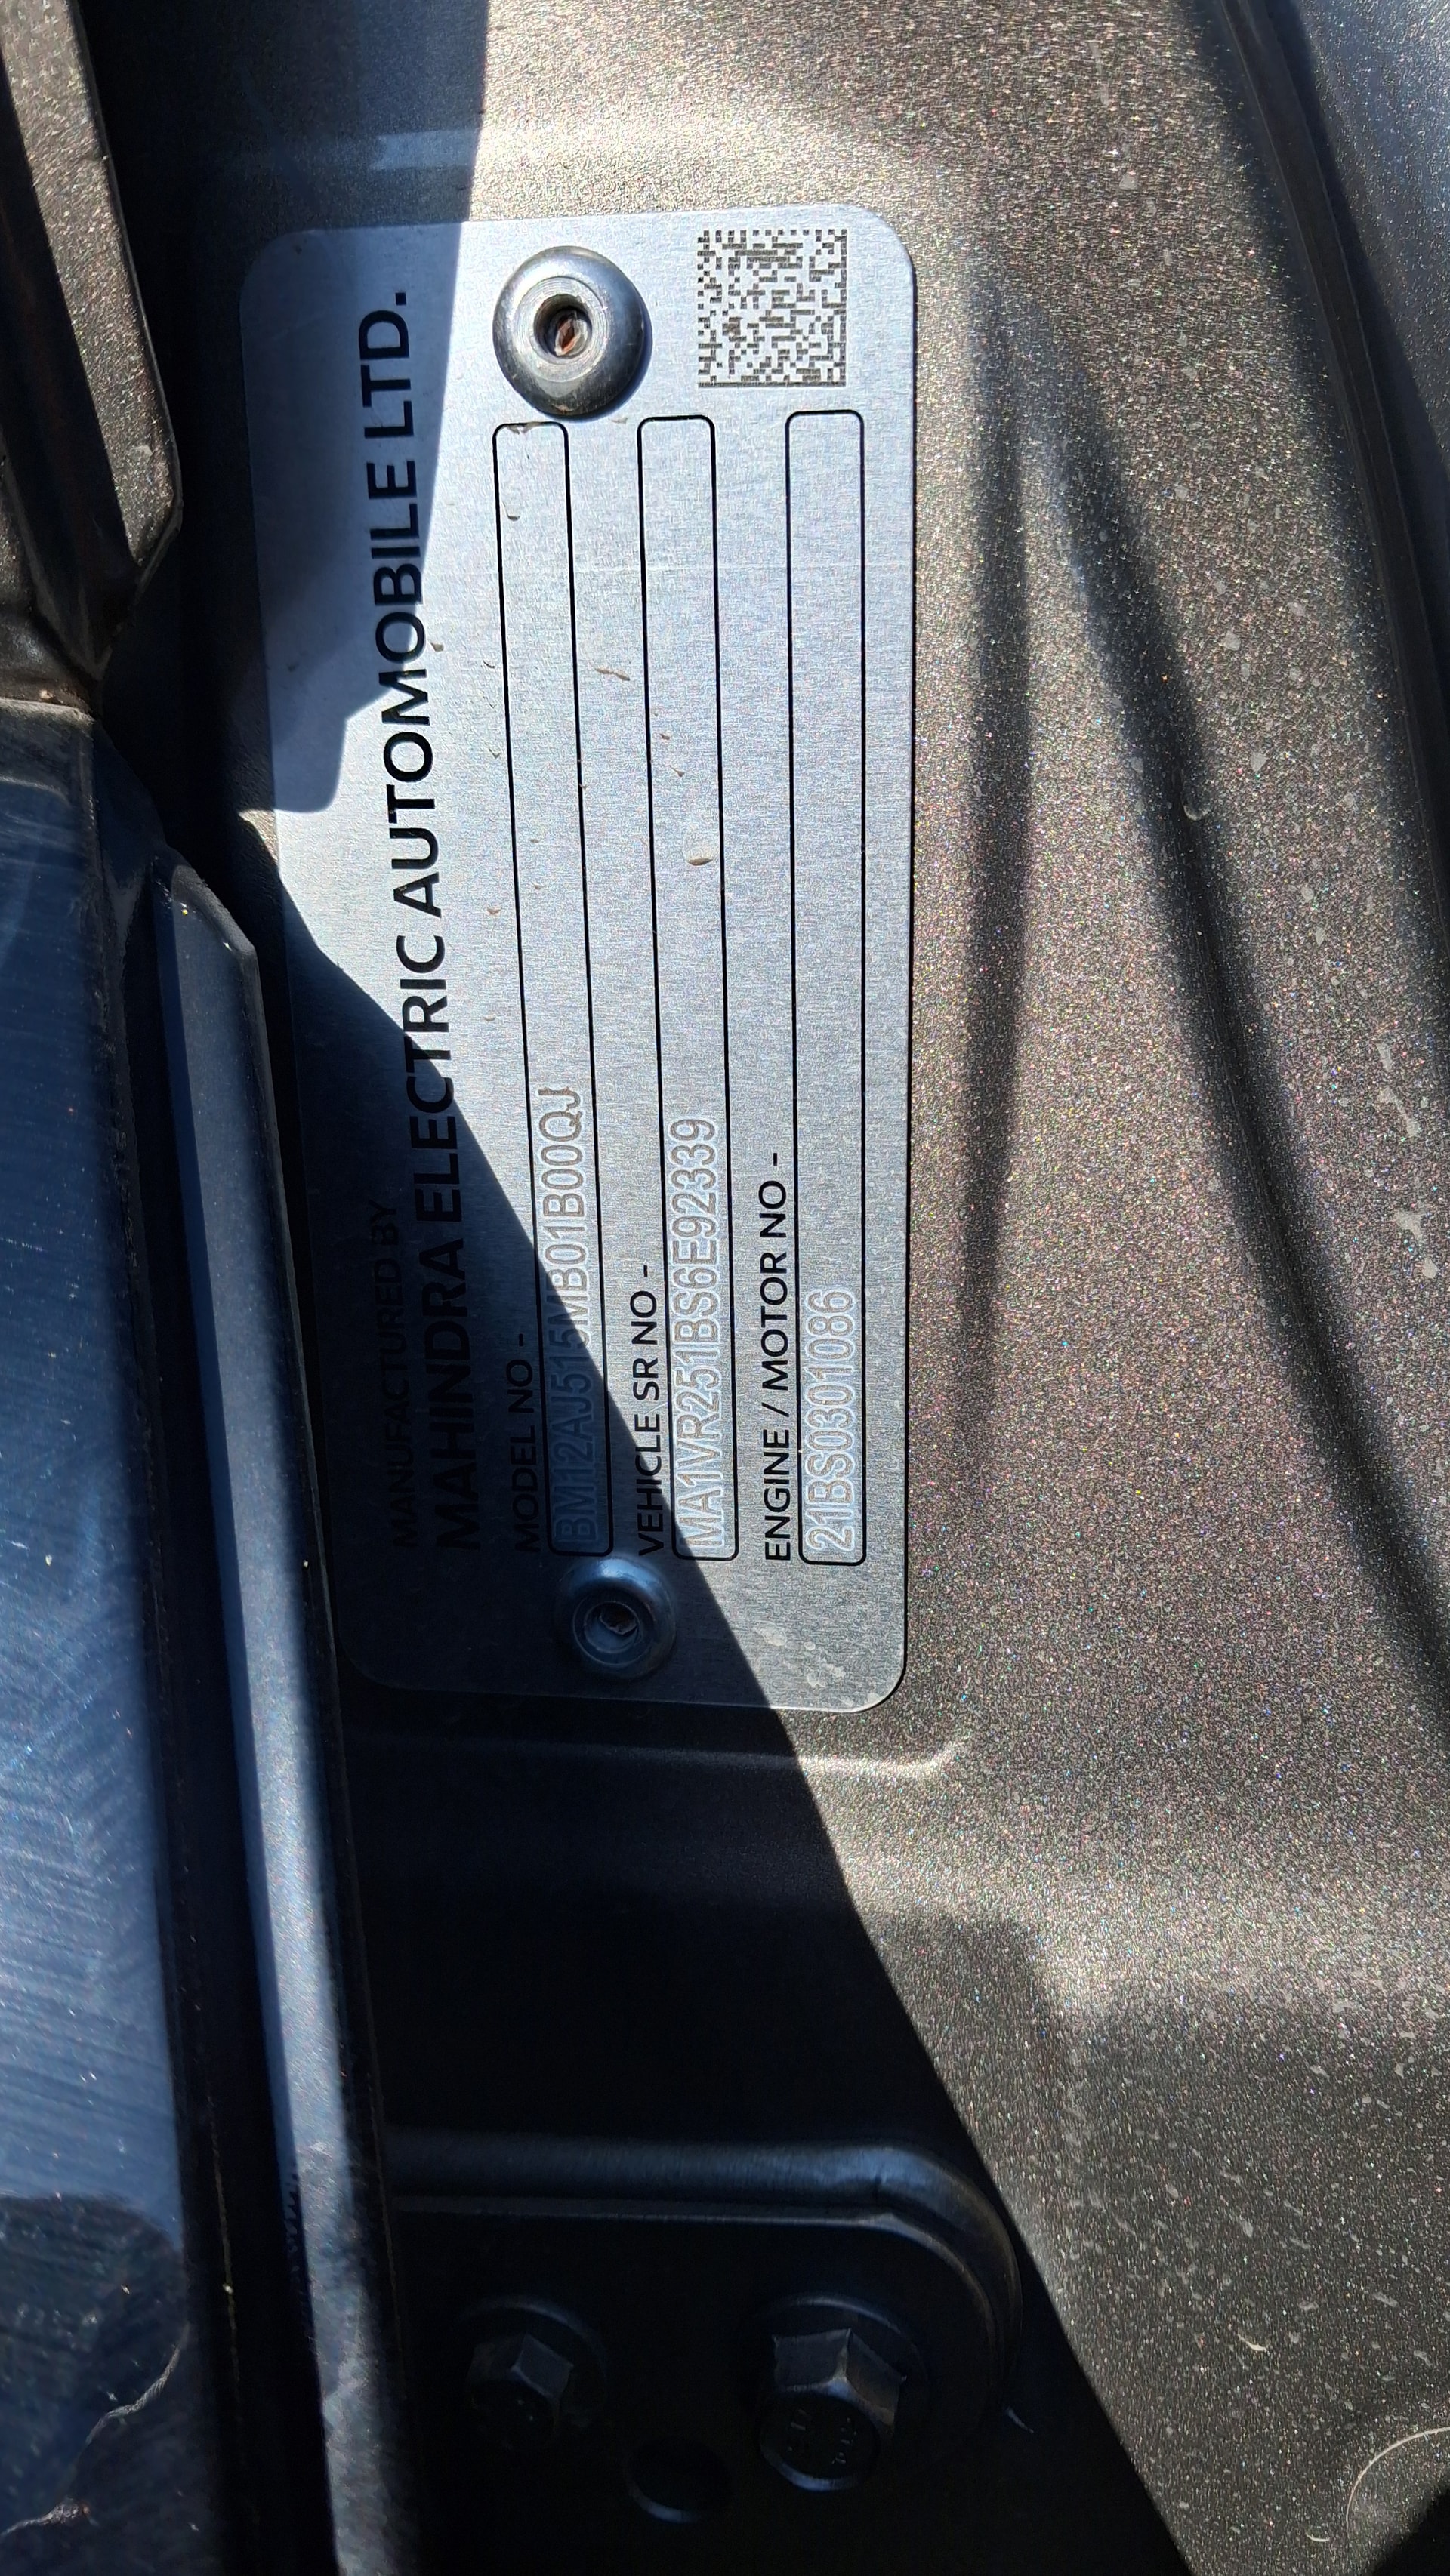 MANUFACTURED BY
MAHINDRA ELECTRIC AUTOMOBILE LTD.
MODEL NO -
BM12AJ515MB01B00QJ
VEHICLE SR NO -
MA1VR251BS6E92339
ENGINE / MOTOR NO -
21BS0301086